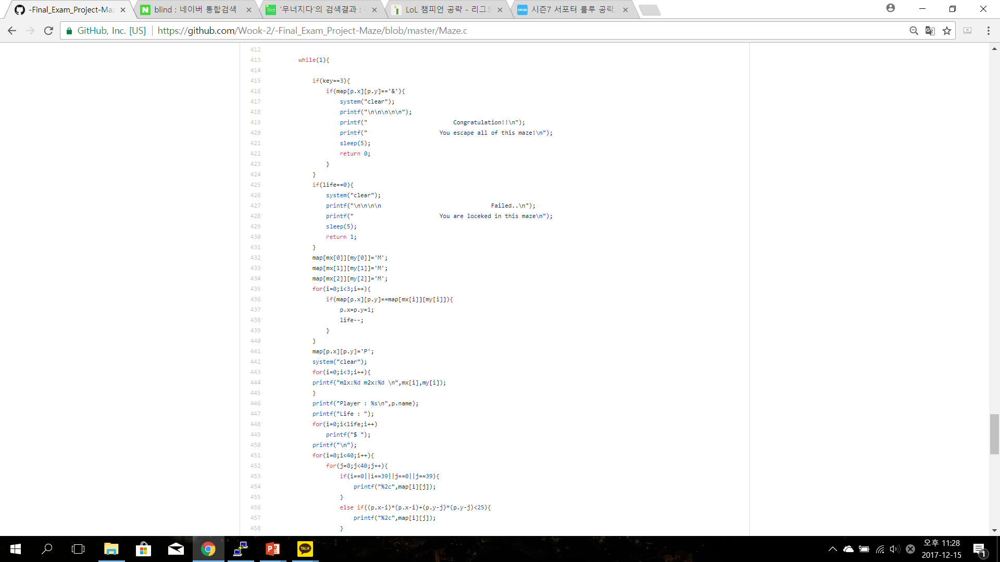 -Final_Exam_Project-Maz
blind : 네이버 통합검색
'무너지다'의 검색결과 :
LoL 챔피언 공략 - 리그오
시즌7 서포터 룰루 공략,
GitHub, Inc. [US] | https://github.com/Wook-2/-Final_Exam_Project-Maze/blob/master/Maze.c
412
413 while(1){
414
415 if(key==3){
416 if(map[p.x][p.y]=='&'){
417 system("clear");
418 printf("\n\n\n\n\n");
419 printf(" Congratulation!!\n");
420 printf(" You escape all of this maze!\n");
421 sleep(5);
422 return 0;
423 }
424 }
425 if(life==0){
426 system("clear");
427 printf("\n\n\n\n Failed..\n");
428 printf(" You are loceked in this maze\n");
429 sleep(5);
430 return 1;
431 }
432 map[mx[0]][my[0]]='M';
433 map[mx[1]][my[1]]='M';
434 map[mx[2]][my[2]]='M';
435 for(i=0;i<3;i++){
436 if(map[p.x][p.y]==map[mx[i]][my[i]]){
437 p.x=p.y=1;
438 life--;
439 }
440 }
441 map[p.x][p.y]='P';
442 system("clear");
443 for(i=0;i<3;i++){
444 printf("m1x:%d m2x:%d \n",mx[i],my[i]);
445 }
446 printf("Player : %s\n",p.name);
447 printf("Life : ");
448 for(i=0;i<life;i++)
449 printf("$ ");
450 printf("\n");
451 for(i=0;i<40;i++){
452 for(j=0;j<40;j++){
453 if(i==0||i==39||j==0||j==39){
454 printf("%2c",map[i][j]);
455 }
456 else if((p.x-i)*(p.x-i)+(p.y-j)*(p.y-j)<25){
457 printf("%2c",map[i][j]);
458 }
오후 11:28
2017-12-15
1